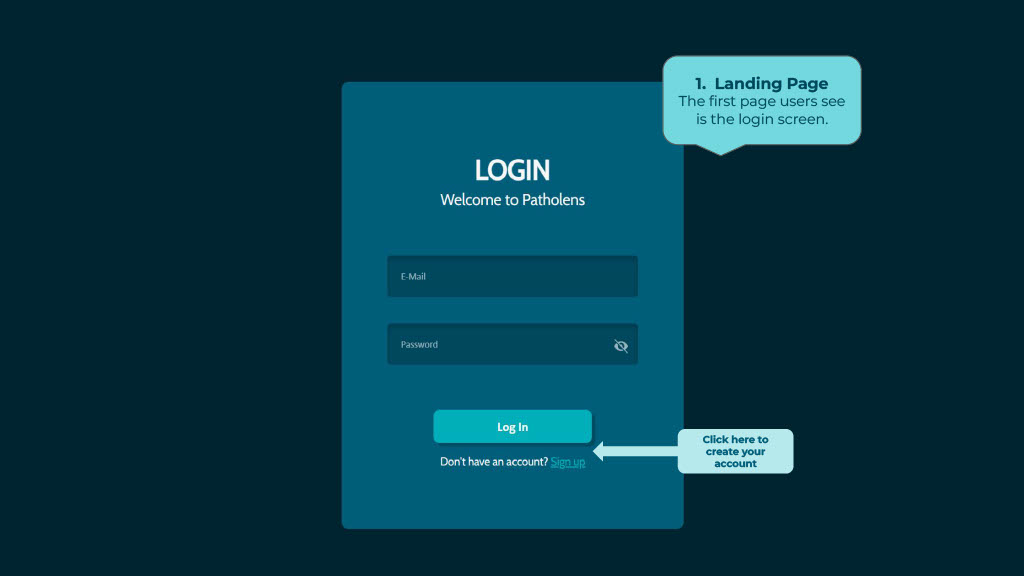 1. Landing Page
The first page users see
is the login screen.
LOGIN
Welcome to Patholens
E-Mail
Password
Log In
Don't have an account? Sign up
Click here to
create your
account